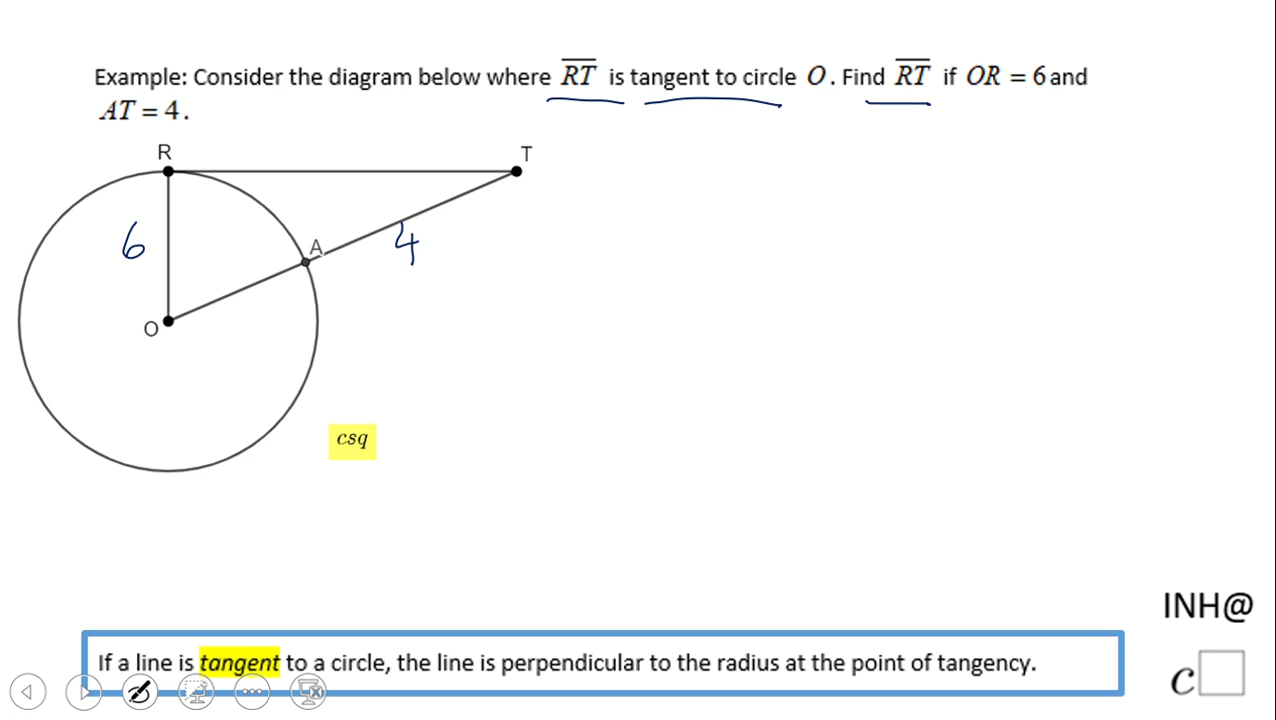 Example: Consider the diagram below where RT is tangent to circle O. Find RT if OR = 6 and
AT = 4.
R
T
6
A
4
O
csq
INH@
If a line is tangent to a circle, the line is perpendicular to the radius at the point of tangency.
c